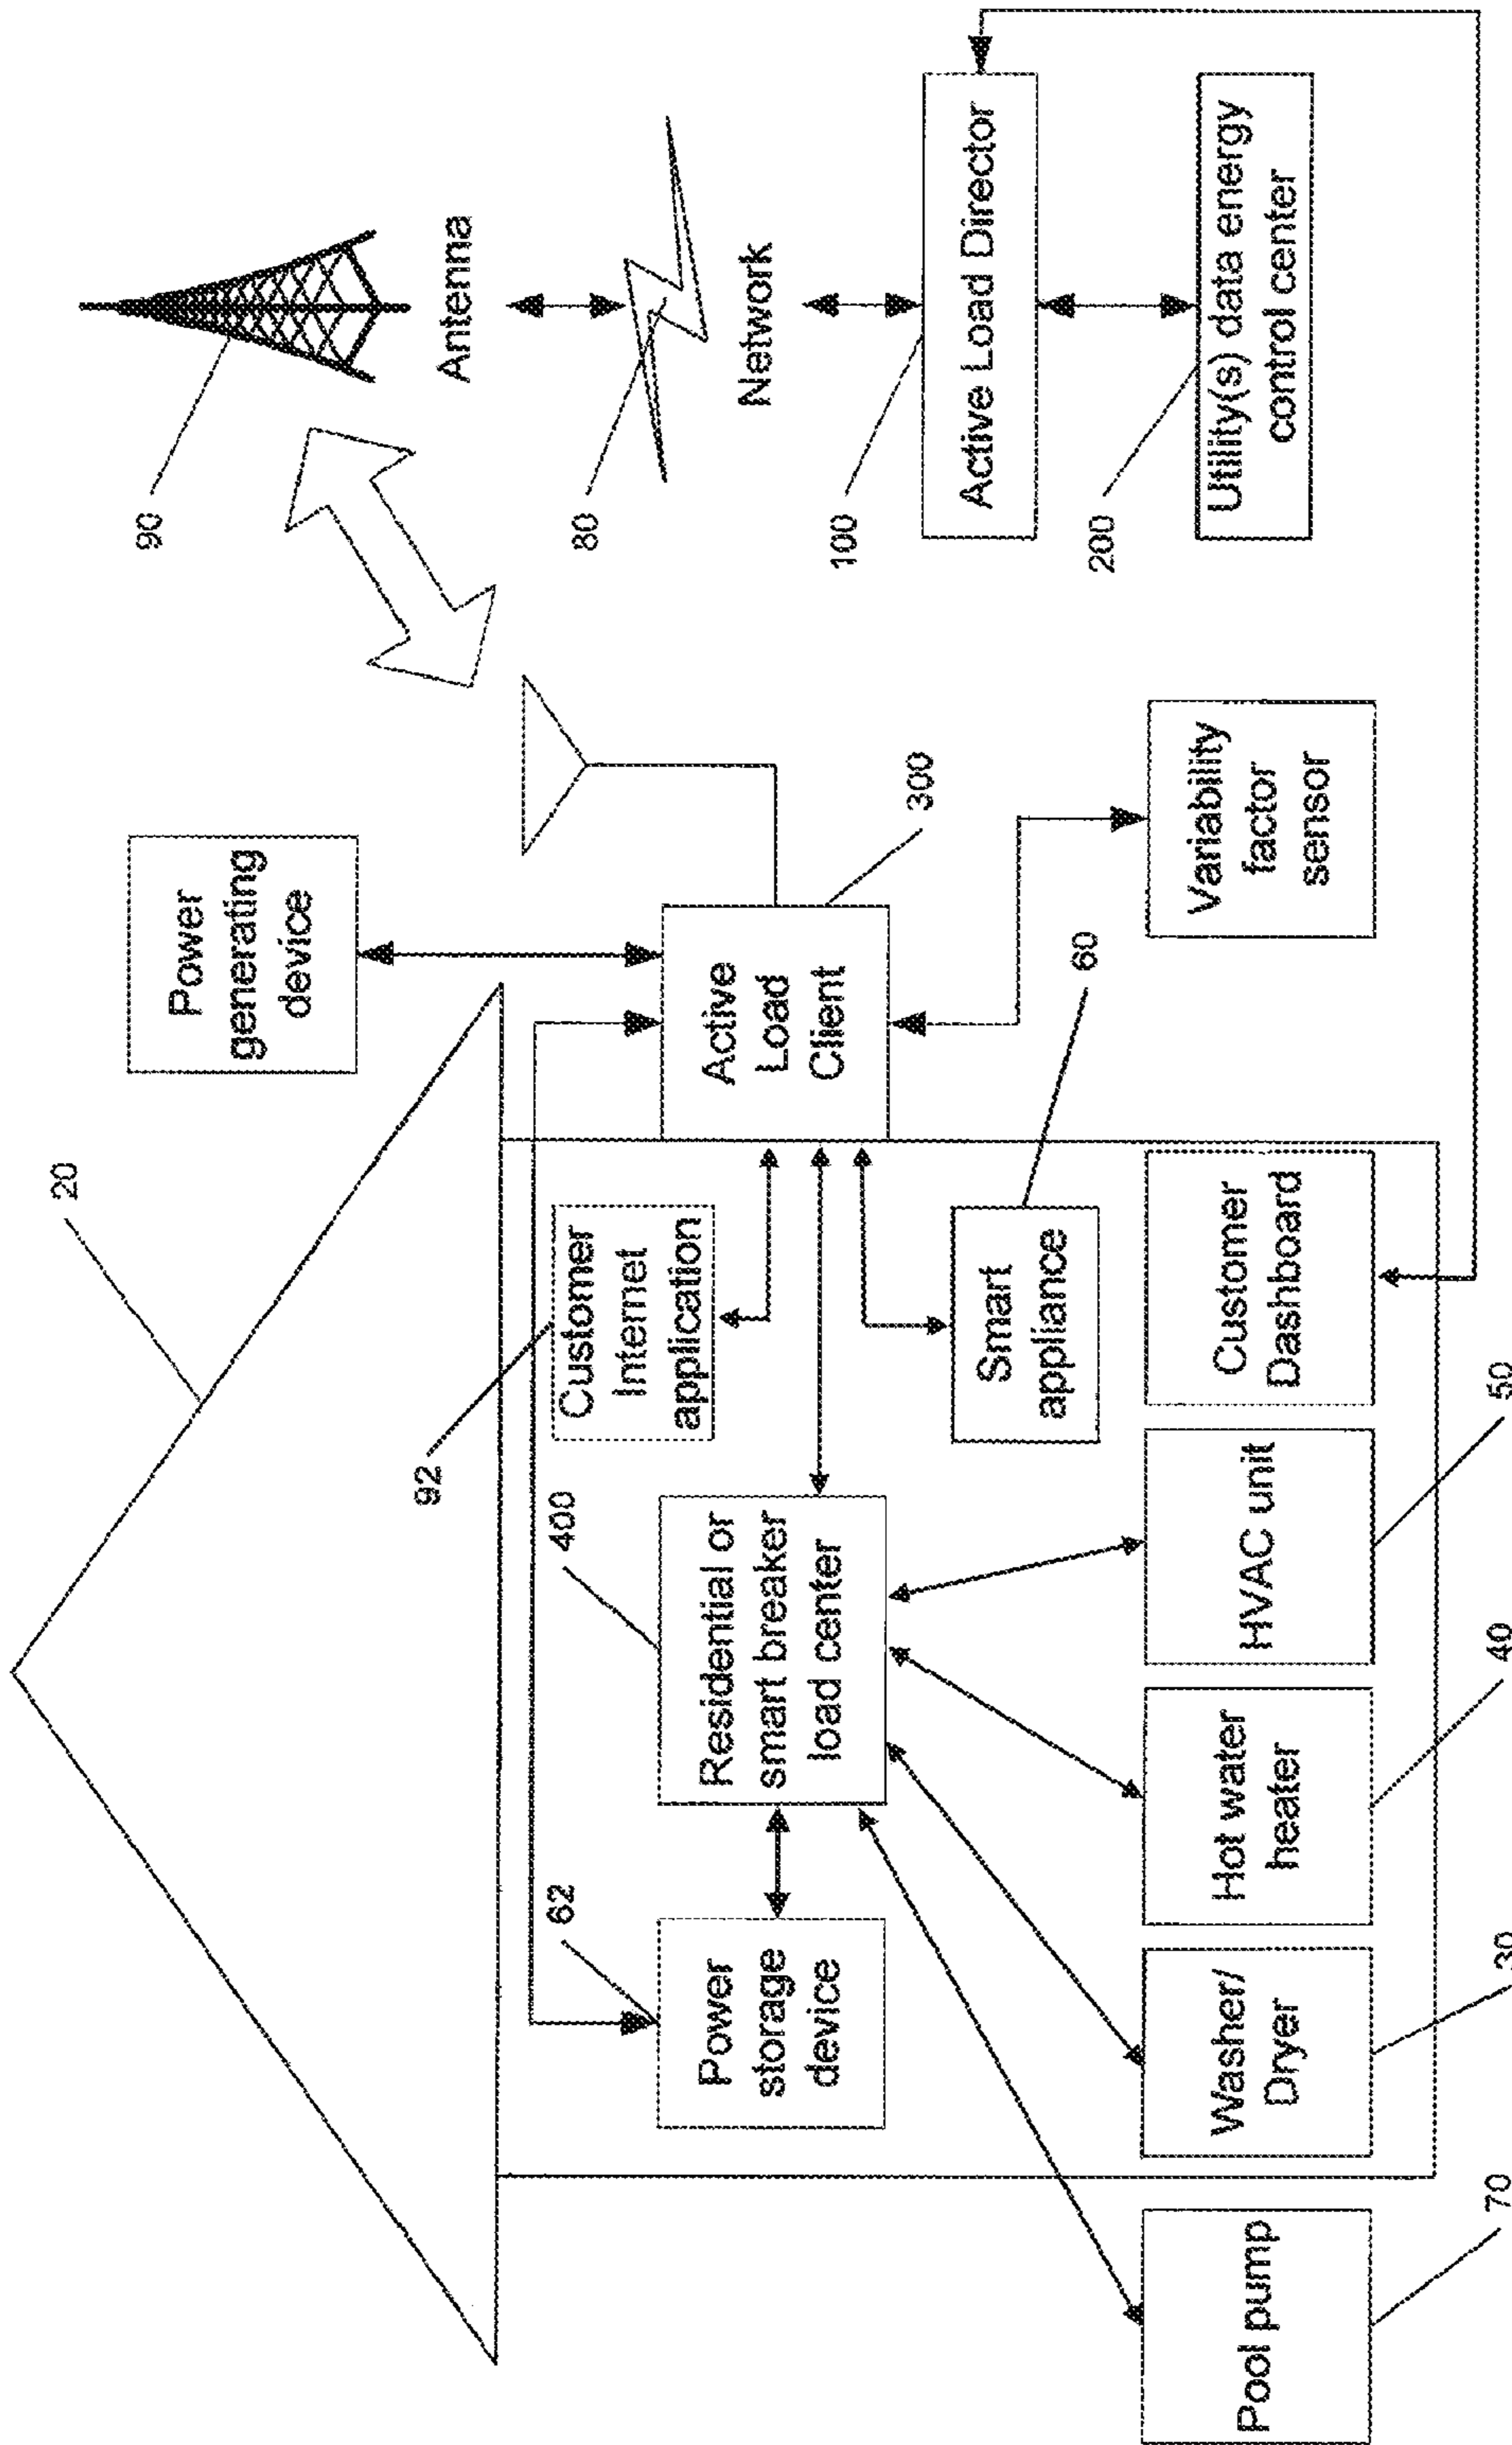 20
90
Antenna
80
Network
100
Active Load Director
200
Utility(s) data energy
control center
Power
generating
device
300
Active
Load
Client
Variability
factor
sensor
92
Customer
Internet
application
60
Smart
appliance
400
Residential or
smart breaker
load center
62
Power
storage
device
Pool pump
70
Washer/
Dryer
30
Hot water
heater
40
HVAC unit
50
Customer
Dashboard